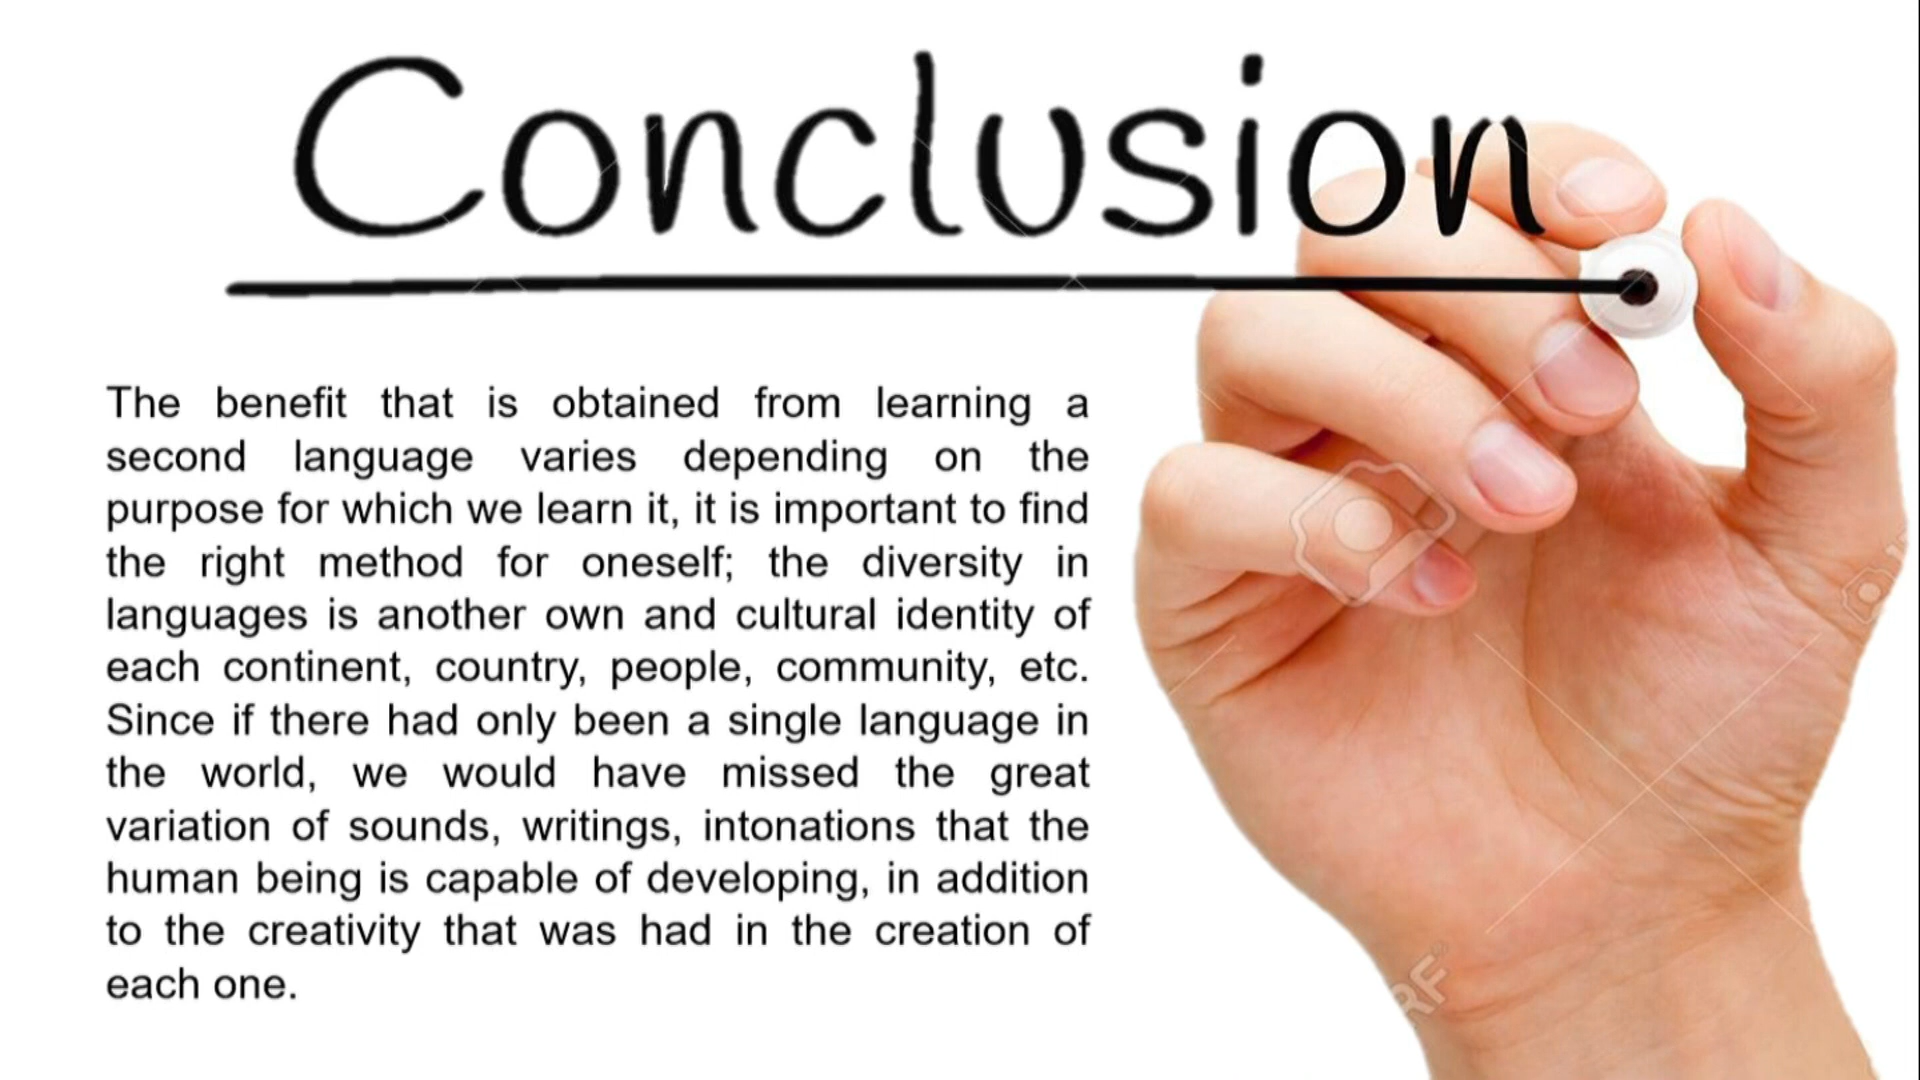 Conclusion
The benefit that is obtained from learning a
second language varies depending on the
purpose for which we learn it, it is important to find
the right method for oneself; the diversity in
languages is another own and cultural identity of
each continent, country, people, community, etc.
Since if there had only been a single language in
the world, we would have missed the great
variation of sounds, writings, intonations that the
human being is capable of developing, in addition
to the creativity that was had in the creation of
each one.
RF